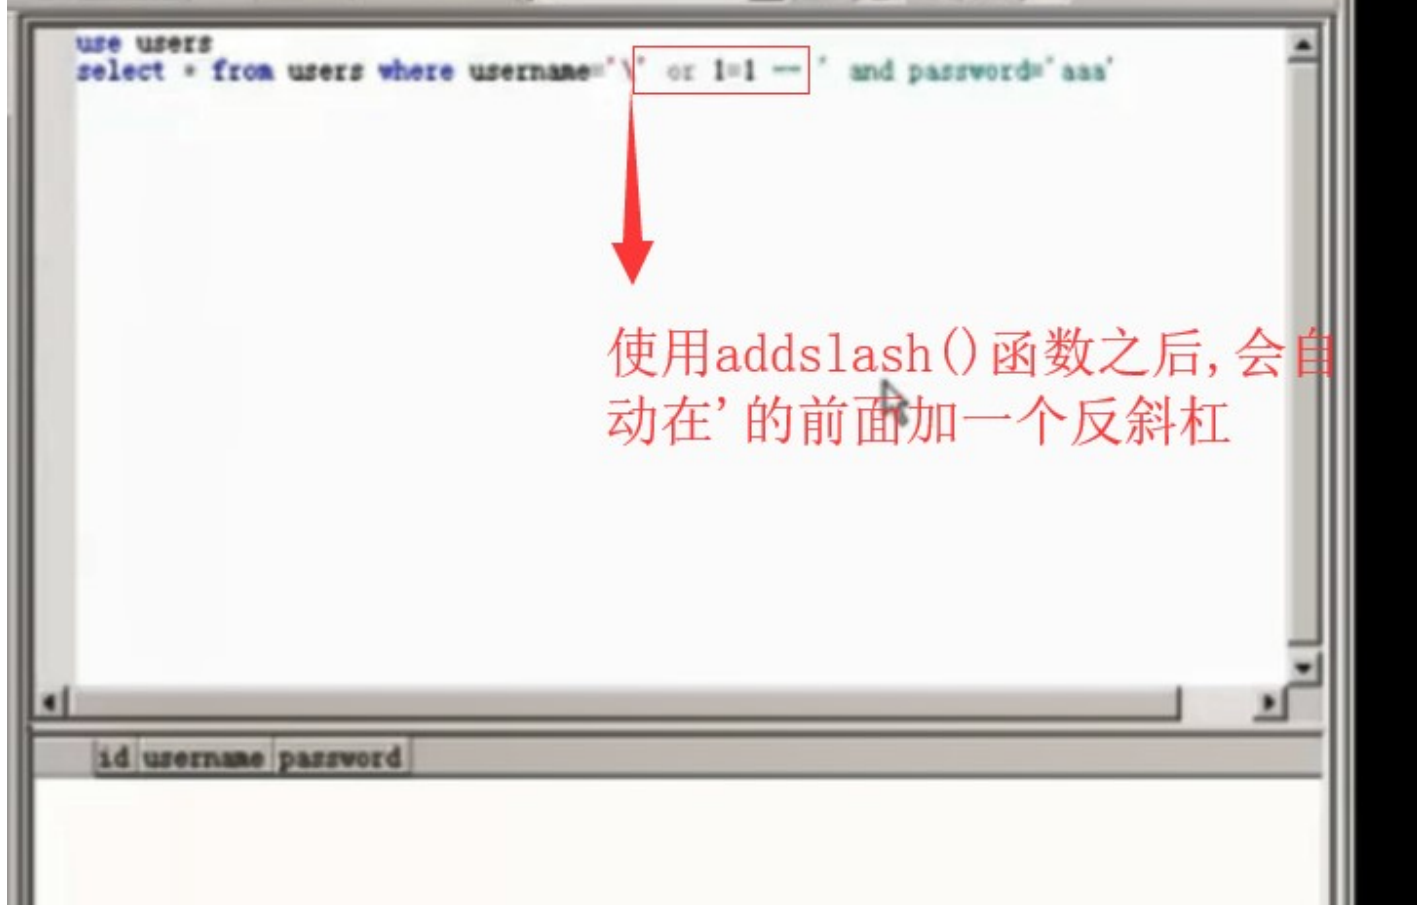 use users
select * from users where username='\' or 1=1 -- ' and password='aaa'
使用addslash()函数之后,会自
动在'的前面加一个反斜杠
id username password